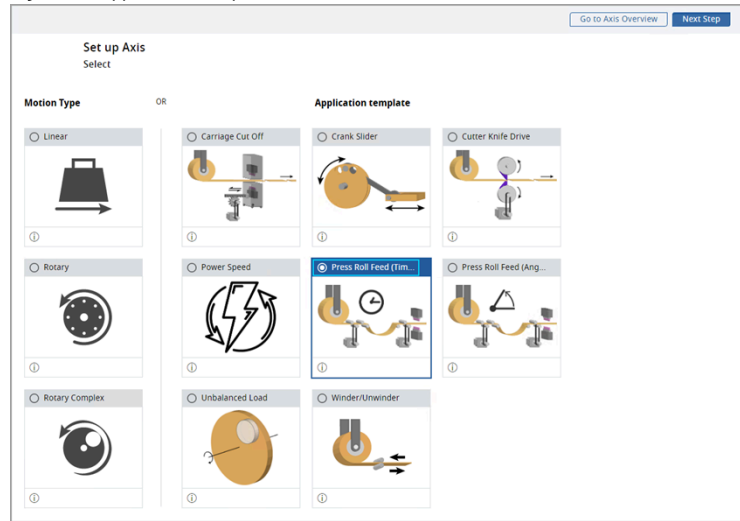 Go to Axis Overview
Next Step
Set up Axis
Select
Motion Type
OR
Application template
Linear
Carriage Cut Off
Crank Slider
Cutter Knife Drive
Rotary
Power Speed
Press Roll Feed (Tim...
Press Roll Feed (Ang...
Rotary Complex
Unbalanced Load
Winder/Unwinder